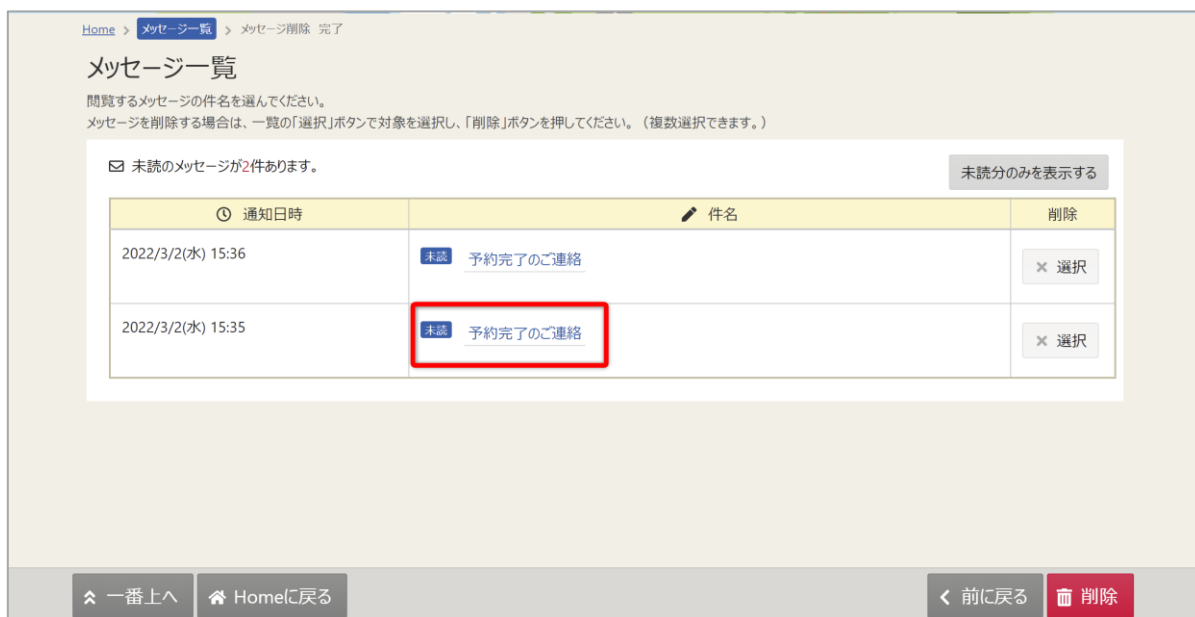 Home > メッセージ一覧 > メッセージ削除 完了
メッセージ一覧
閲覧するメッセージの件名を選んでください。
メッセージを削除する場合は、一覧の「選択」ボタンで対象を選択し、「削除」ボタンを押してください。（複数選択できます。）
未読のメッセージが2件あります。
未読分のみを表示する
通知日時 件名 削除
2022/3/2(水) 15:36 未読 予約完了のご連絡 × 選択
2022/3/2(水) 15:35 未読 予約完了のご連絡 × 選択
一番上へ Homeに戻る 前に戻る 削除